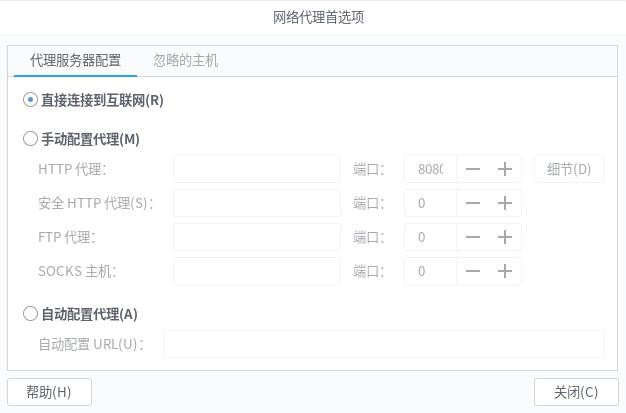 网络代理首选项
代理服务器配置 忽略的主机
直接连接到互联网(R)
手动配置代理(M)
HTTP 代理： 端口： 8080 细节(D)
安全 HTTP 代理(S)： 端口： 0
FTP 代理： 端口： 0
SOCKS 主机： 端口： 0
自动配置代理(A)
自动配置 URL(U)：
帮助(H) 关闭(C)